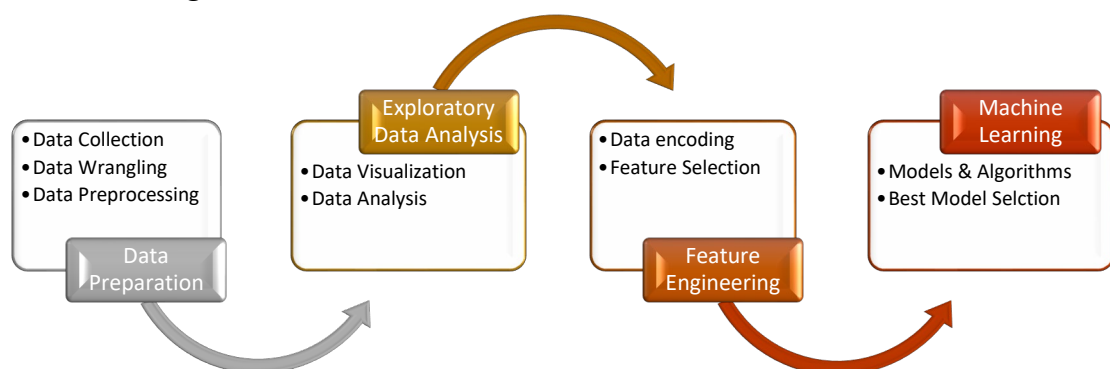 • Data Collection
• Data Wrangling
• Data Preprocessing
Data
Preparation
Exploratory
Data Analysis
• Data Visualization
• Data Analysis
• Data encoding
• Feature Selection
Feature
Engineering
Machine
Learning
• Models & Algorithms
• Best Model Selction